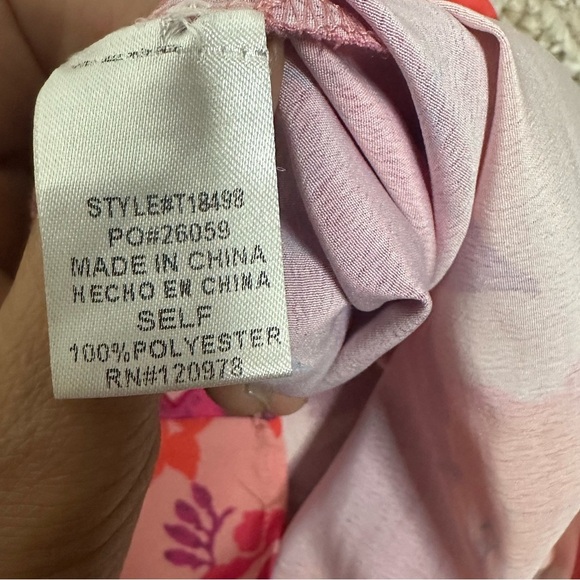 STYLE#T18498
PO#26059
MADE IN CHINA
HECHO EN CHINA
SELF
100%POLYESTER
RN#120978